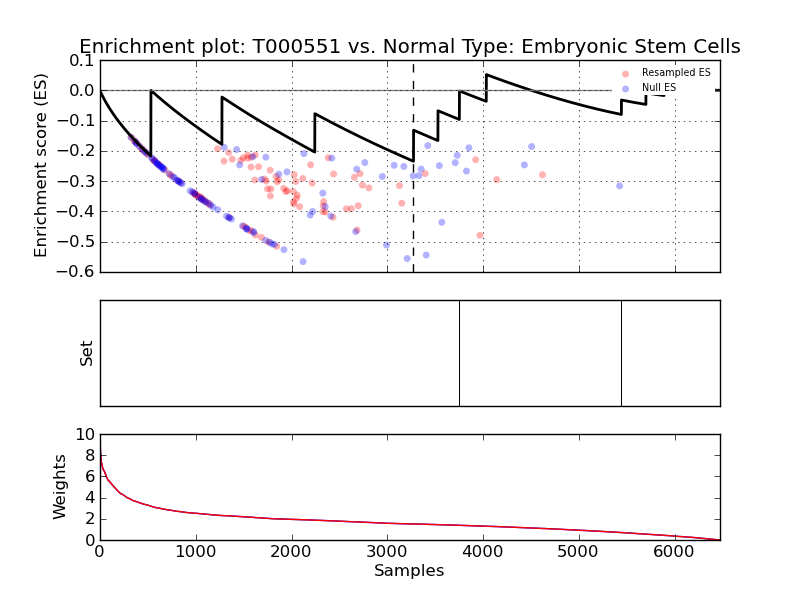 Enrichment plot: T000551 vs. Normal Type: Embryonic Stem Cells
Enrichment score (ES)
0.1
0.0
−0.1
−0.2
−0.3
−0.4
−0.5
−0.6
Resampled ES
Null ES
Set
Weights
10
8
6
4
2
0
0 1000 2000 3000 4000 5000 6000
Samples